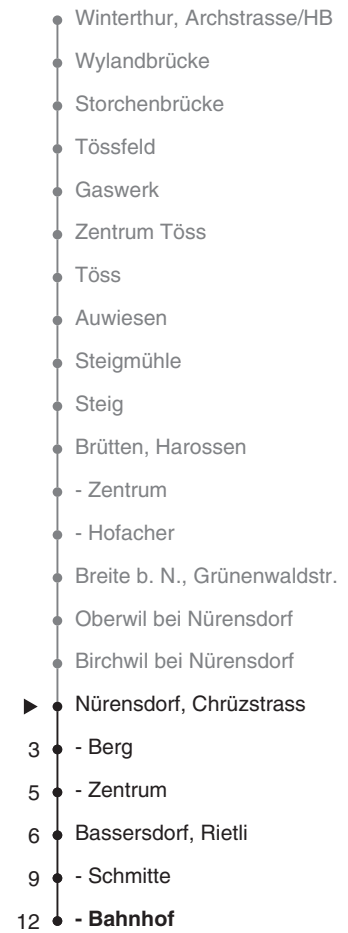 Winterthur, Archstrasse/HB
Wylandbrücke
Storchenbrücke
Tössfeld
Gaswerk
Zentrum Töss
Töss
Auwiesen
Steigmühle
Steig
Brütten, Harossen
- Zentrum
- Hofacher
Breite b. N., Grünenwaldstr.
Oberwil bei Nürensdorf
Birchwil bei Nürensdorf
Nürensdorf, Chrüzstrass
3 - Berg
5 - Zentrum
6 Bassersdorf, Rietli
9 - Schmitte
12 - Bahnhof